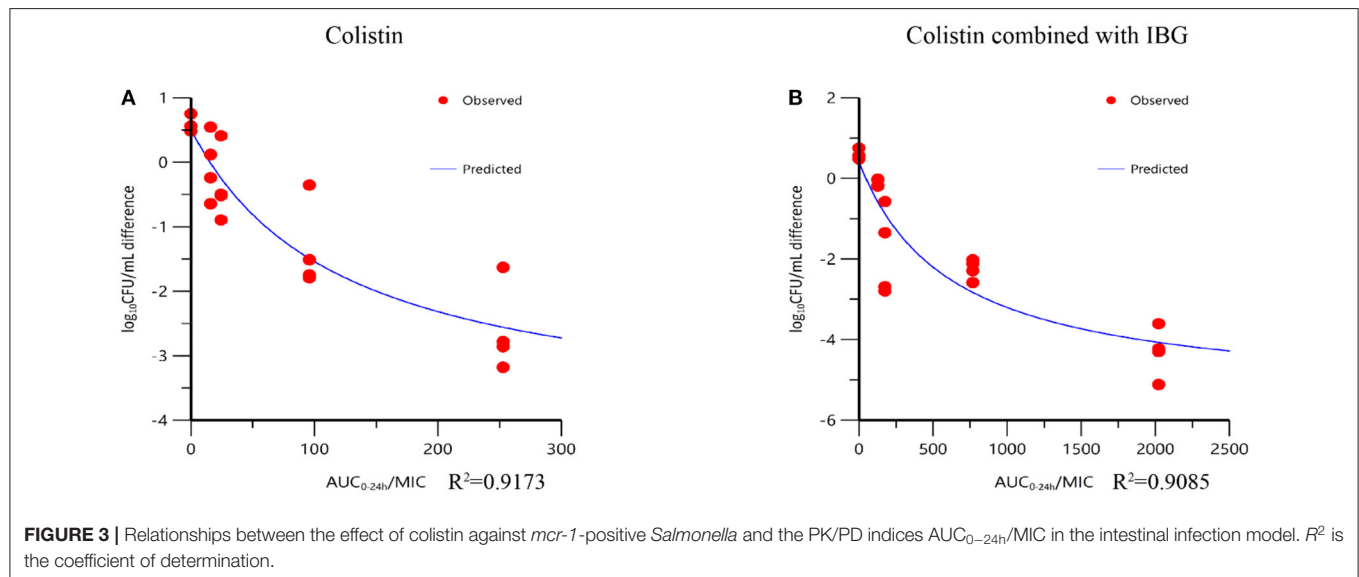 Colistin
Colistin combined with IBG
A
1
0
-1
-2
-3
-4
log₁₀CFU/mL difference
Observed
Predicted
0
100
200
300
AUC₀₋₂₄ₕ/MIC R²=0.9173
B
2
0
-2
-4
-6
log₁₀CFU/mL difference
Observed
Predicted
0
500
1000
1500
2000
2500
AUC₀₋₂₄ₕ/MIC R²=0.9085
FIGURE 3 | Relationships between the effect of colistin against mcr-1-positive Salmonella and the PK/PD indices AUC₀₋₂₄ₕ/MIC in the intestinal infection model. R² is
the coefficient of determination.